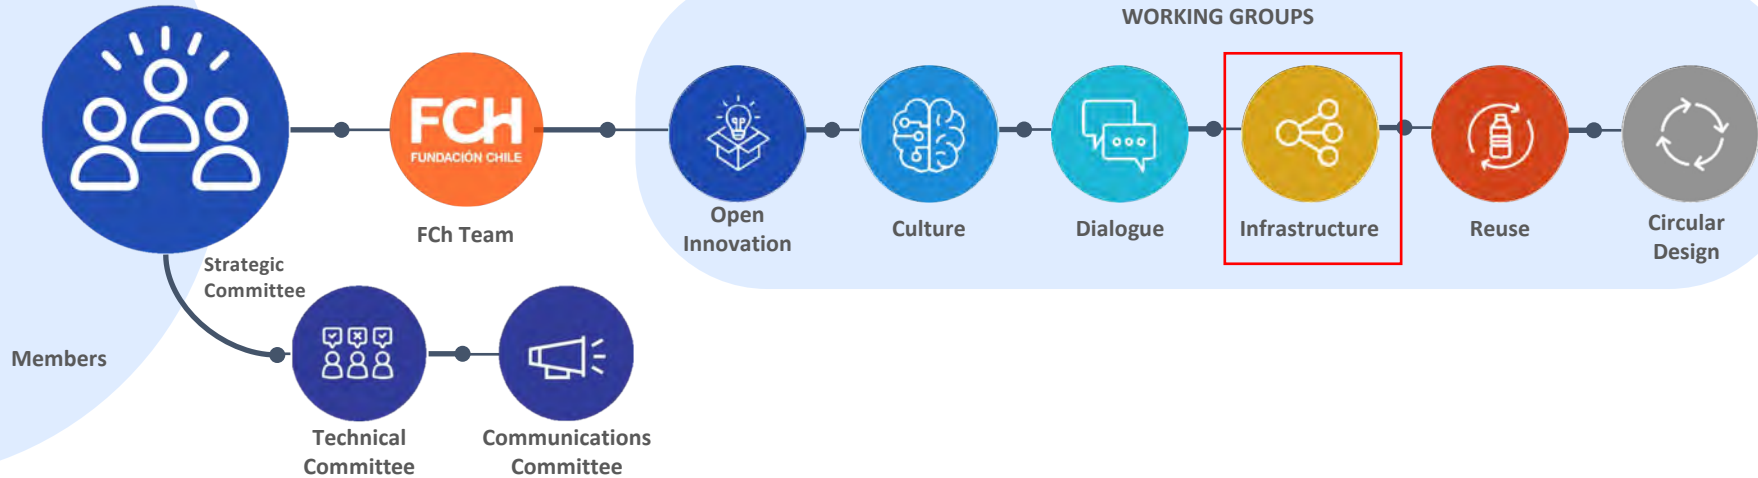 WORKING GROUPS
FCH
FUNDACIÓN CHILE
FCh Team
Open
Innovation
Culture
Dialogue
Infrastructure
Reuse
Circular
Design
Strategic
Committee
Members
Technical
Committee
Communications
Committee